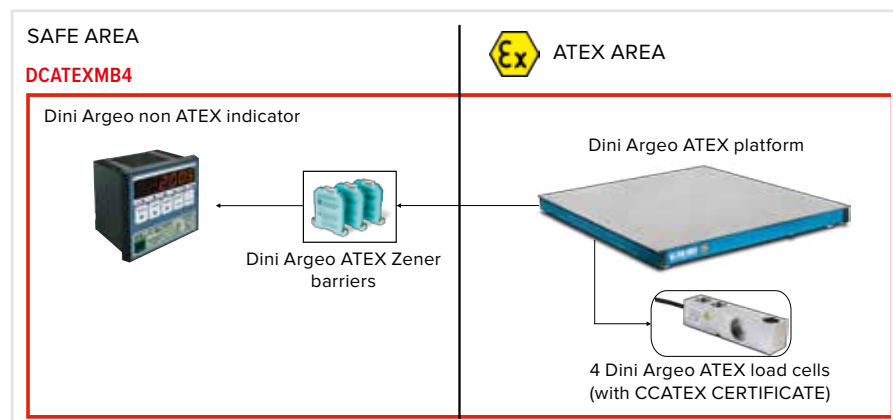 SAFE AREA
Ex
ATEX AREA
DCATEXMB4
Dini Argeo non ATEX indicator
Dini Argeo ATEX platform
Dini Argeo ATEX Zener
barriers
4 Dini Argeo ATEX load cells
(with CCATEX CERTIFICATE)